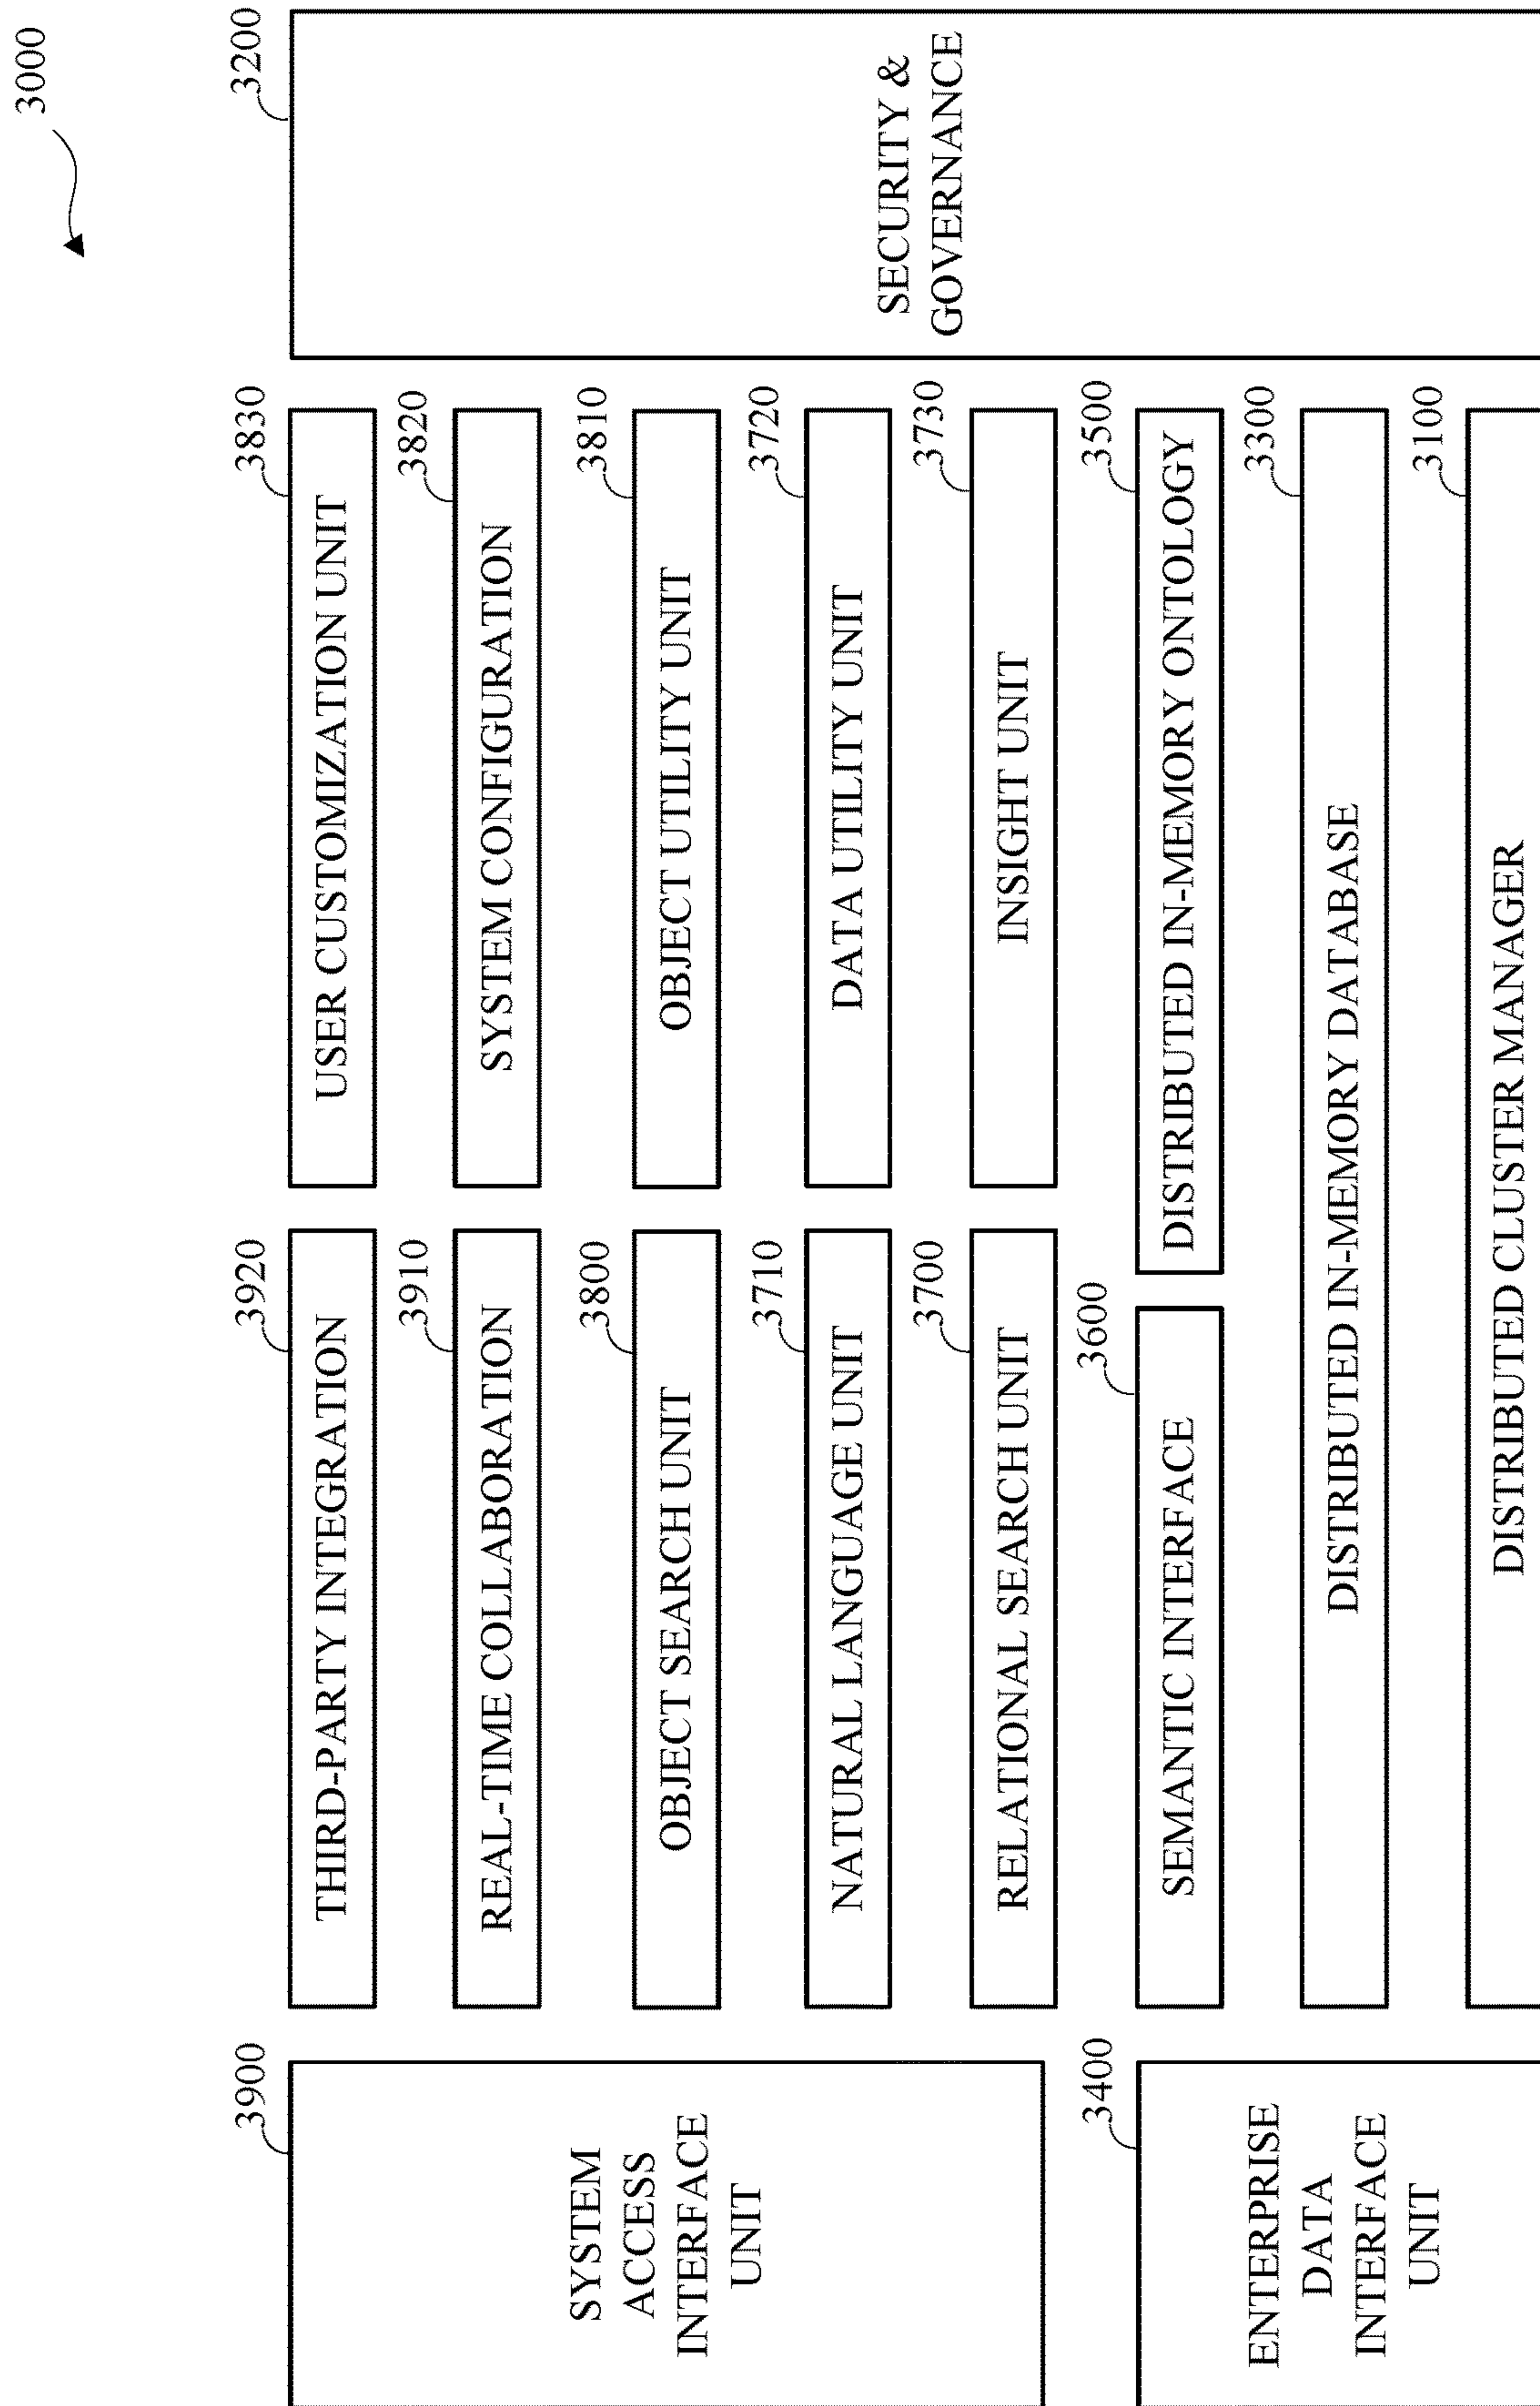 3000
3900
SYSTEM
ACCESS
INTERFACE
UNIT
3920
THIRD-PARTY INTEGRATION
3830
USER CUSTOMIZATION UNIT
3200
SECURITY &
GOVERNANCE
3910
REAL-TIME COLLABORATION
3820
SYSTEM CONFIGURATION
3800
OBJECT SEARCH UNIT
3810
OBJECT UTILITY UNIT
3710
NATURAL LANGUAGE UNIT
3720
DATA UTILITY UNIT
3700
RELATIONAL SEARCH UNIT
3730
INSIGHT UNIT
3400
ENTERPRISE
DATA
INTERFACE
UNIT
3600
SEMANTIC INTERFACE
3500
DISTRIBUTED IN-MEMORY ONTOLOGY
3300
DISTRIBUTED IN-MEMORY DATABASE
3100
DISTRIBUTED CLUSTER MANAGER